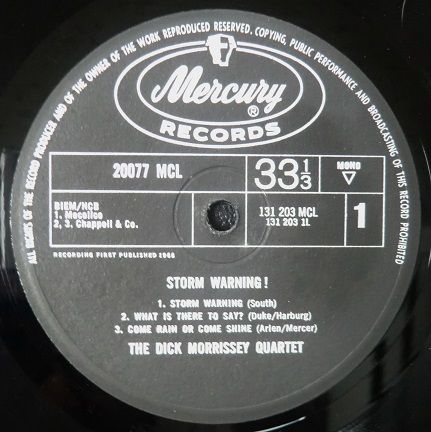 ALL RIGHTS OF THE RECORD PRODUCER AND OF THE OWNER OF THE WORK REPRODUCED RESERVED. COPYING, PUBLIC PERFORMANCE AND BROADCASTING OF THIS RECORD PROHIBITED
Mercury ®
RECORDS
20077 MCL
33⅓
MONO
▽
BIEM/NCB
1. Mecolico
2, 3. Chappell & Co.
131 203 MCL
131 203 1L
1
RECORDING FIRST PUBLISHED 1966
STORM WARNING!
1. STORM WARNING (South)
2. WHAT IS THERE TO SAY? (Duke/Harburg)
3. COME RAIN OR COME SHINE (Arlen/Mercer)
THE DICK MORRISSEY QUARTET